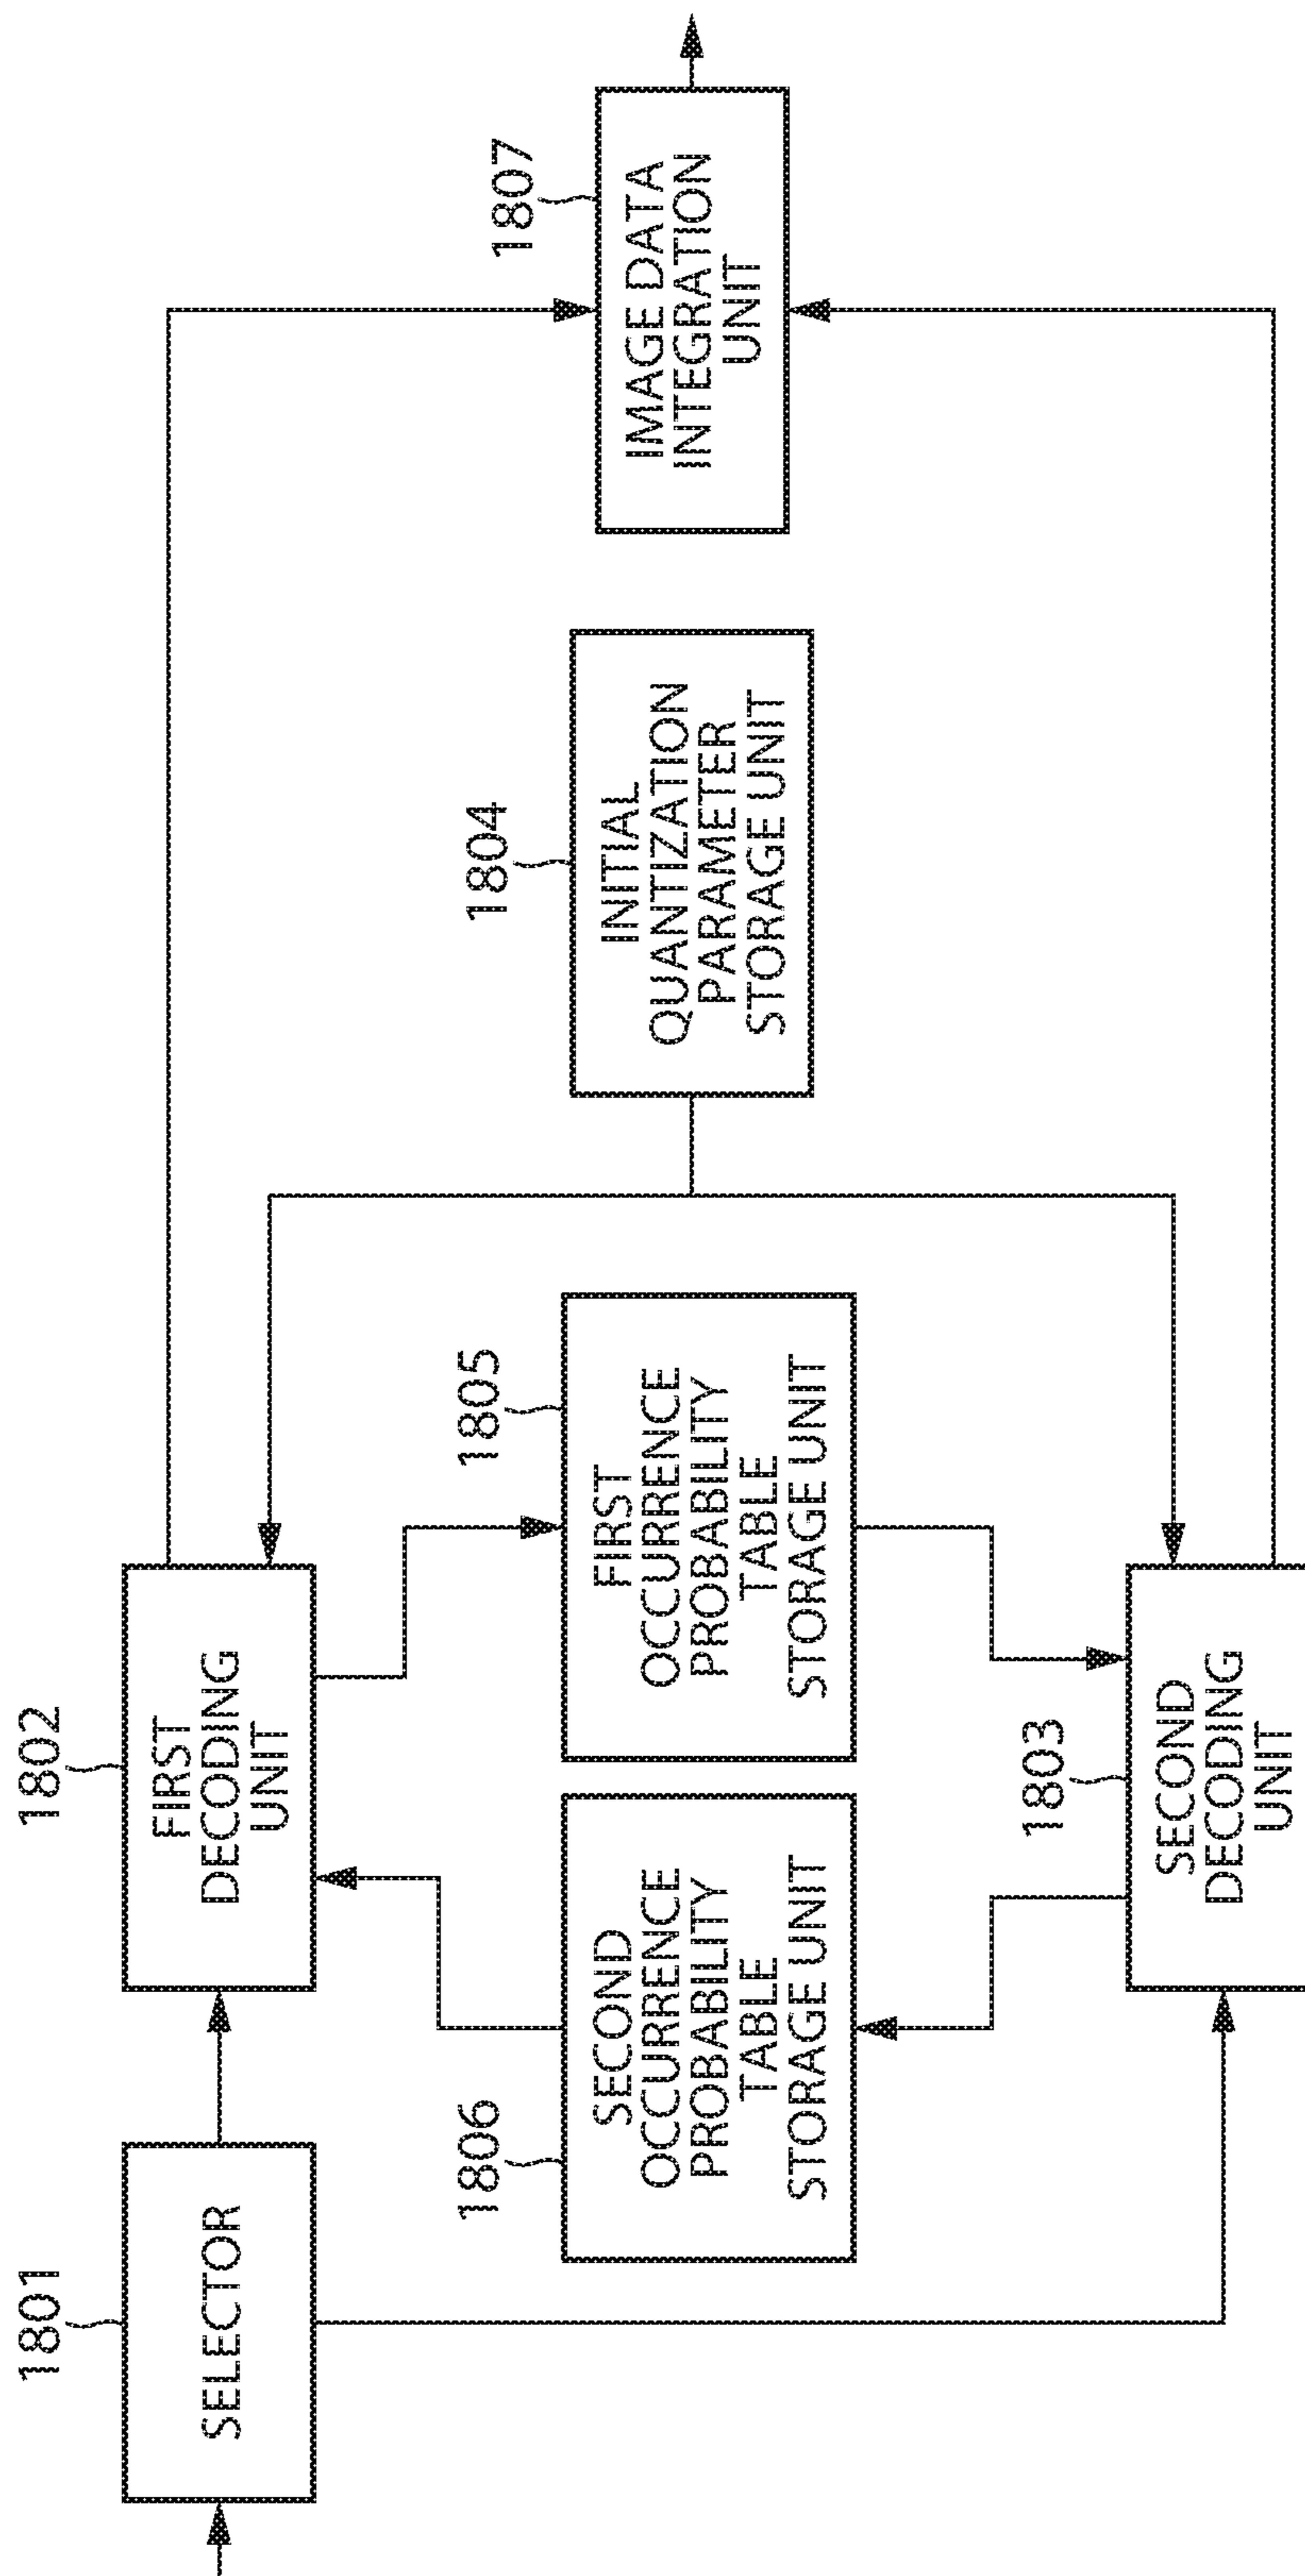 1801
SELECTOR
1802
FIRST
DECODING
UNIT
1806
SECOND
OCCURRENCE
PROBABILITY
TABLE
STORAGE UNIT
1805
FIRST
OCCURRENCE
PROBABILITY
TABLE
STORAGE UNIT
1803
SECOND
DECODING
UNIT
1804
INITIAL
QUANTIZATION
PARAMETER
STORAGE UNIT
1807
IMAGE DATA
INTEGRATION
UNIT